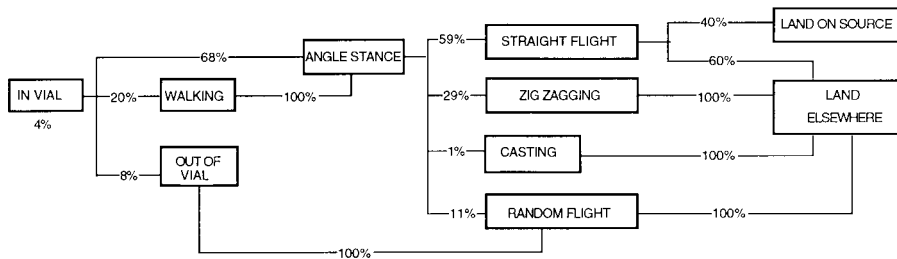 40%
LAND ON SOURCE
59%
STRAIGHT FLIGHT
68%
ANGLE STANCE
60%
IN VIAL
20%
WALKING
100%
29%
ZIG ZAGGING
100%
LAND
ELSEWHERE
4%
1%
CASTING
100%
OUT OF
VIAL
8%
11%
RANDOM FLIGHT
100%
100%